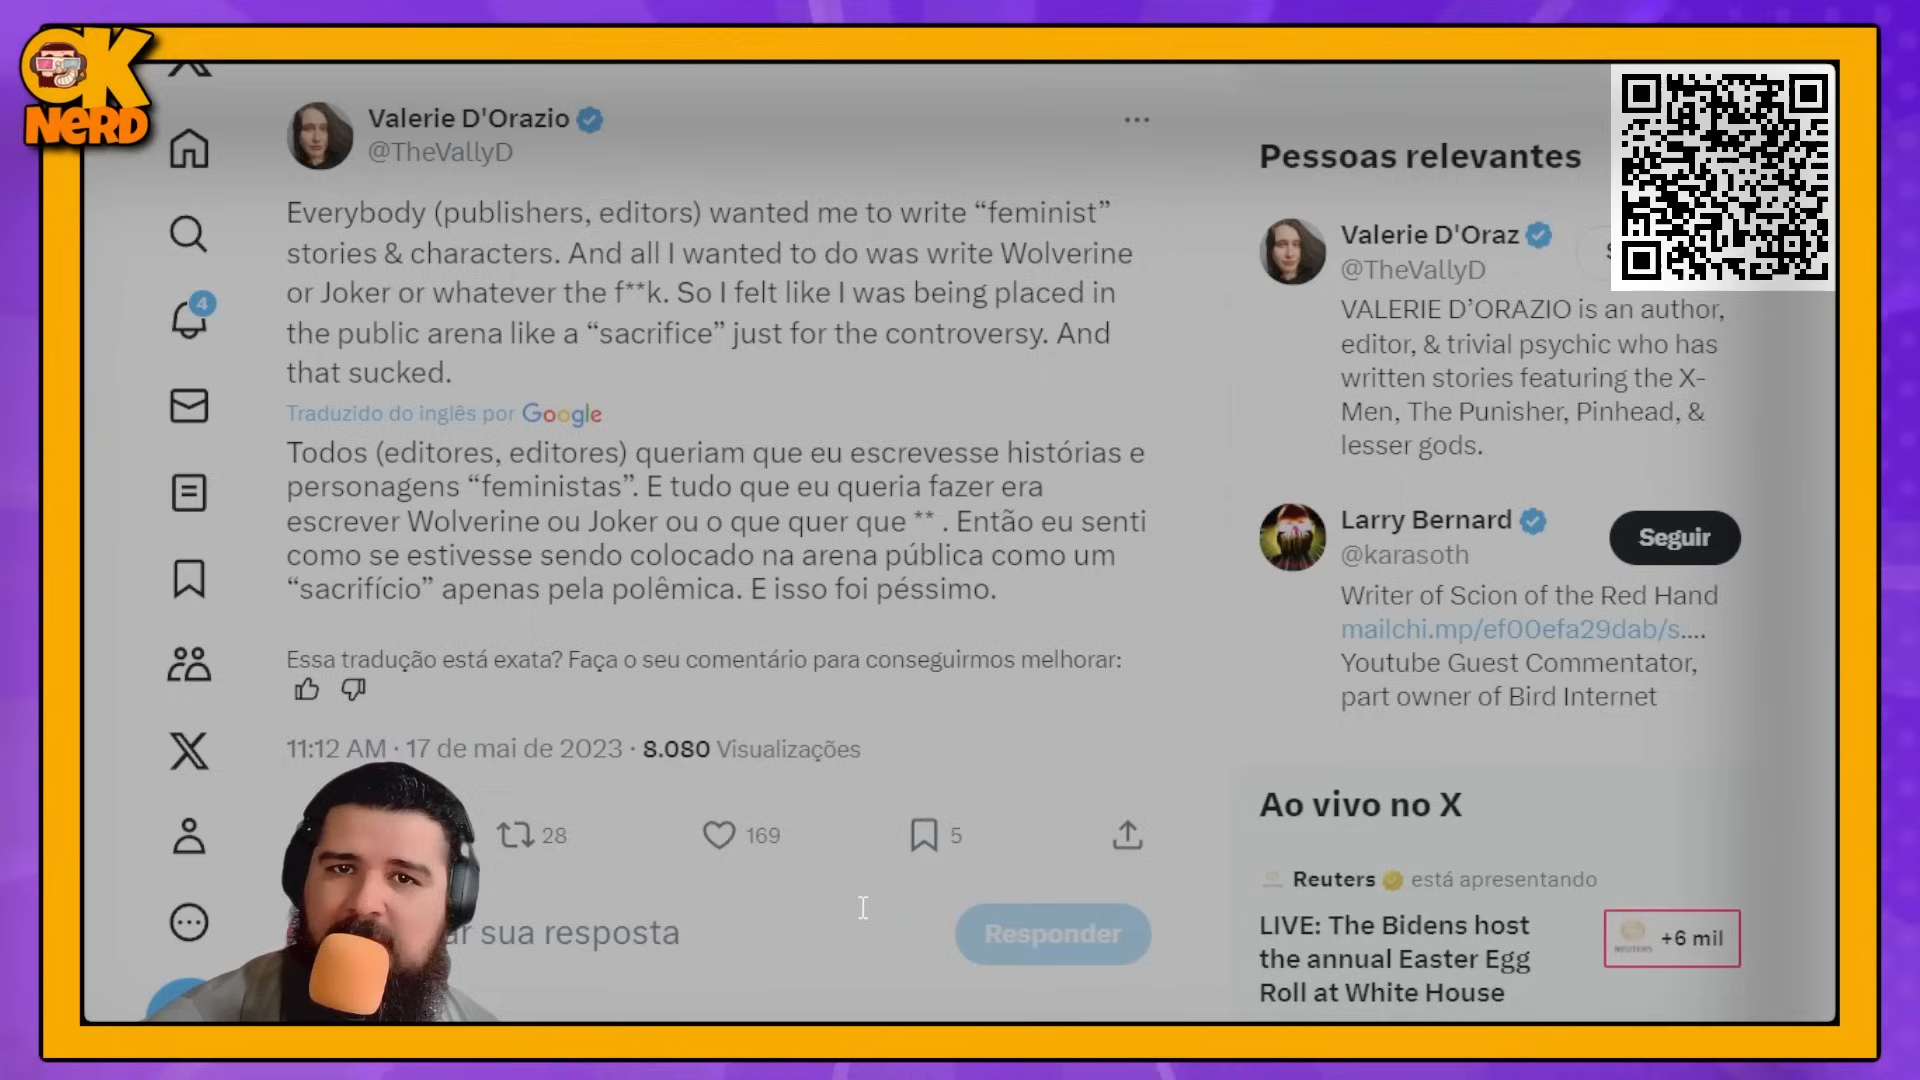 OK
NERD
Valerie D'Orazio
@TheVallyD
Everybody (publishers, editors) wanted me to write “feminist”
stories & characters. And all I wanted to do was write Wolverine
or Joker or whatever the f**k. So I felt like I was being placed in
the public arena like a “sacrifice” just for the controversy. And
that sucked.
Traduzido do inglês por Google
Todos (editores, editores) queriam que eu escrevesse histórias e
personagens “feministas”. E tudo que eu queria fazer era
escrever Wolverine ou Joker ou o que quer que ** . Então eu senti
como se estivesse sendo colocado na arena pública como um
“sacrifício” apenas pela polêmica. E isso foi péssimo.
Essa tradução está exata? Faça o seu comentário para conseguirmos melhorar:
11:12 AM · 17 de mai de 2023 · 8.080 Visualizações
28
169
5
sua resposta
Responder
4
Pessoas relevantes
Valerie D'Oraz
@TheVallyD
VALERIE D’ORAZIO is an author,
editor, & trivial psychic who has
written stories featuring the X-
Men, The Punisher, Pinhead, &
lesser gods.
Larry Bernard
@karasoth
Seguir
Writer of Scion of the Red Hand
mailchi.mp/ef00efa29dab/s....
Youtube Guest Commentator,
part owner of Bird Internet
Ao vivo no X
Reuters está apresentando
LIVE: The Bidens host
the annual Easter Egg
Roll at White House
REUTERS
+6 mil